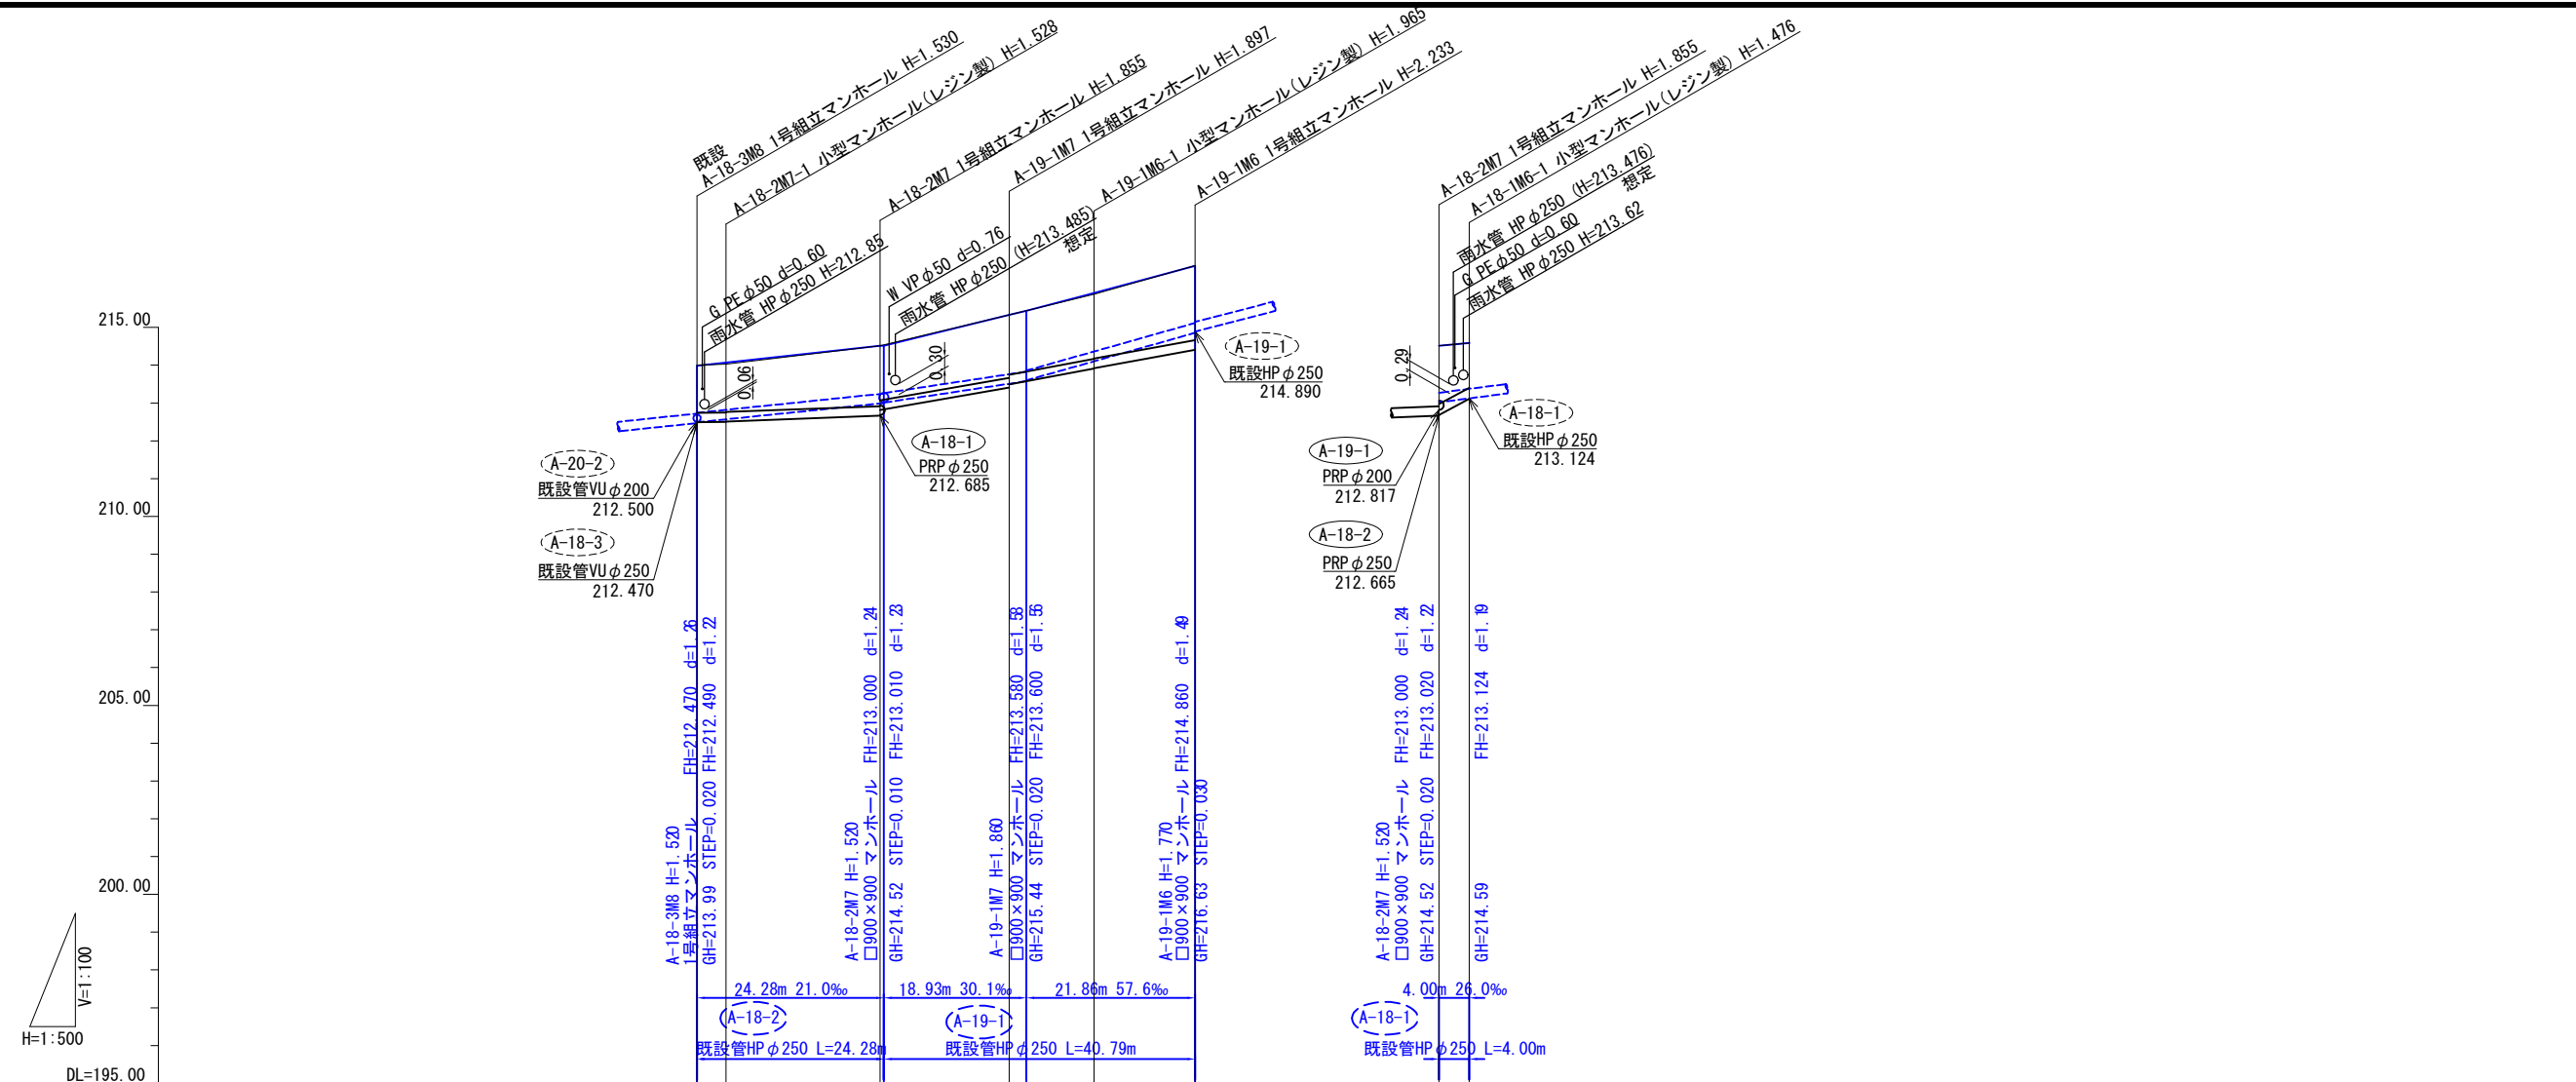 既設
A-18-3M8 1号組立マンホール H=1.530
A-18-2M7-1 小型マンホール(レジン製) H=1.528
A-18-2M7 1号組立マンホール H=1.855
A-19-1M7 1号組立マンホール H=1.897
A-19-1M6-1 小型マンホール(レジン製) H=1.965
A-19-1M6 1号組立マンホール H=2.233
A-18-2M7 1号組立マンホール H=1.855
A-18-1M6-1 小型マンホール(レジン製) H=1.476
G PEφ50 d=0.60
雨水管 HPφ250 H=212.85
W VPφ50 d=0.76
雨水管 HPφ250 (H=213.485)
想定
雨水管 HPφ250 (H=213.476)
想定
G PEφ50 d=0.60
雨水管 HPφ250 H=213.62
215.00
210.00
205.00
200.00
DL=195.00
V=1:100
H=1:500
0.06
0.30
0.29
A-20-2
既設管VUφ200
212.500
A-18-3
既設管VUφ250
212.470
A-18-1
PRPφ250
212.685
A-19-1
既設HPφ250
214.890
A-19-1
PRPφ200
212.817
A-18-2
PRPφ250
212.665
A-18-1
既設HPφ250
213.124
A-18-3M8 H=1.520
1号組立マンホール FH=212.470 d=1.26
GH=213.99 STEP=0.020 FH=212.490 d=1.22
A-18-2M7 H=1.520
□900×900 マンホール FH=213.000 d=1.24
GH=214.52 STEP=0.010 FH=213.010 d=1.23
A-19-1M7 H=1.860
□900×900 マンホール FH=213.580 d=1.58
GH=215.44 STEP=0.020 FH=213.600 d=1.56
A-19-1M6 H=1.770
□900×900 マンホール FH=214.860 d=1.49
GH=216.63 STEP=0.030
A-18-2M7 H=1.520
□900×900 マンホール FH=213.000 d=1.24
GH=214.52 STEP=0.020 FH=213.020 d=1.22
GH=214.59 FH=213.124 d=1.19
24.28m 21.0‰
18.93m 30.1‰
21.86m 57.6‰
4.00m 26.0‰
A-18-2
A-19-1
A-18-1
既設管HPφ250 L=24.28m
既設管HPφ250 L=40.79m
既設管HPφ250 L=4.00m